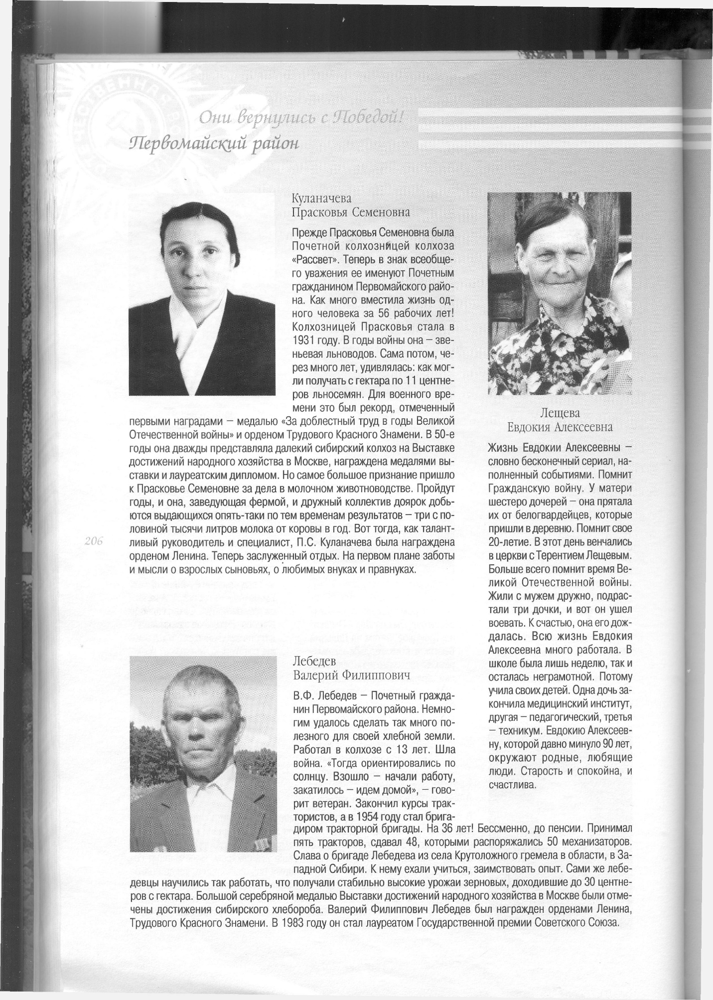 Они вернулись с Победой!
Первомайский район
Куланачева
Прасковья Семеновна
Прежде Прасковья Семеновна была
Почетной колхозницей колхоза
«Рассвет». Теперь в знак всеобще-
го уважения ее именуют Почетным
гражданином Первомайского райо-
на. Как много вместила жизнь од-
ного человека за 56 рабочих лет!
Колхозницей Прасковья стала в
1931 году. В годы войны она – зве-
ньевая льноводов. Сама потом, че-
рез много лет, удивлялась: как мог-
ли получать с гектара по 11 центне-
ров льносемян. Для военного вре-
мени это был рекорд, отмеченный
первыми наградами – медалью «За доблестный труд в годы Великой
Отечественной войны» и орденом Трудового Красного Знамени. В 50-е
годы она дважды представляла далекий сибирский колхоз на Выставке
достижений народного хозяйства в Москве, награждена медалями вы-
ставки и лауреатским дипломом. Но самое большое признание пришло
к Прасковье Семеновне за дела в молочном животноводстве. Пройдут
годы, и она, заведующая фермой, и дружный коллектив доярок добь-
ются выдающихся опять-таки по тем временам результатов – три с по-
ловиной тысячи литров молока от коровы в год. Вот тогда, как талант-
ливый руководитель и специалист, П.С. Куланачева была награждена
орденом Ленина. Теперь заслуженный отдых. На первом плане заботы
и мысли о взрослых сыновьях, о любимых внуках и правнуках.
206
Лещева
Евдокия Алексеевна
Жизнь Евдокии Алексеевны –
словно бесконечный сериал, на-
полненный событиями. Помнит
Гражданскую войну. У матери
шестеро дочерей – она прятала
их от белогвардейцев, которые
пришли в деревню. Помнит свое
20-летие. В этот день венчались
в церкви с Терентием Лещевым.
Больше всего помнит время Ве-
ликой Отечественной войны.
Жили с мужем дружно, подрас-
тали три дочки, и вот он ушел
воевать. К счастью, она его дож-
далась. Всю жизнь Евдокия
Алексеевна много работала. В
школе была лишь неделю, так и
осталась неграмотной. Потому
учила своих детей. Одна дочь за-
кончила медицинский институт,
другая – педагогический, третья
– техникум. Евдокию Алексеев-
ну, которой давно минуло 90 лет,
окружают родные, любящие
люди. Старость и спокойна, и
счастлива.
Лебедев
Валерий Филиппович
В.Ф. Лебедев – Почетный гражда-
нин Первомайского района. Немно-
гим удалось сделать так много по-
лезного для своей хлебной земли.
Работал в колхозе с 13 лет. Шла
война. «Тогда ориентировались по
солнцу. Взошло – начали работу,
закатилось – идем домой», – гово-
рит ветеран. Закончил курсы трак-
тористов, а в 1954 году стал брига-
диром тракторной бригады. На 36 лет! Бессменно, до пенсии. Принимал
пять тракторов, сдавал 48, которыми распоряжались 50 механизаторов.
Слава о бригаде Лебедева из села Крутоложного гремела в области, в За-
падной Сибири. К нему ехали учиться, заимствовать опыт. Сами же лебе-
девцы научились так работать, что получали стабильно высокие урожаи зерновых, доходившие до 30 центне-
ров с гектара. Большой серебряной медалью Выставки достижений народного хозяйства в Москве были отме-
чены достижения сибирского хлебороба. Валерий Филиппович Лебедев был награжден орденами Ленина,
Трудового Красного Знамени. В 1983 году он стал лауреатом Государственной премии Советского Союза.